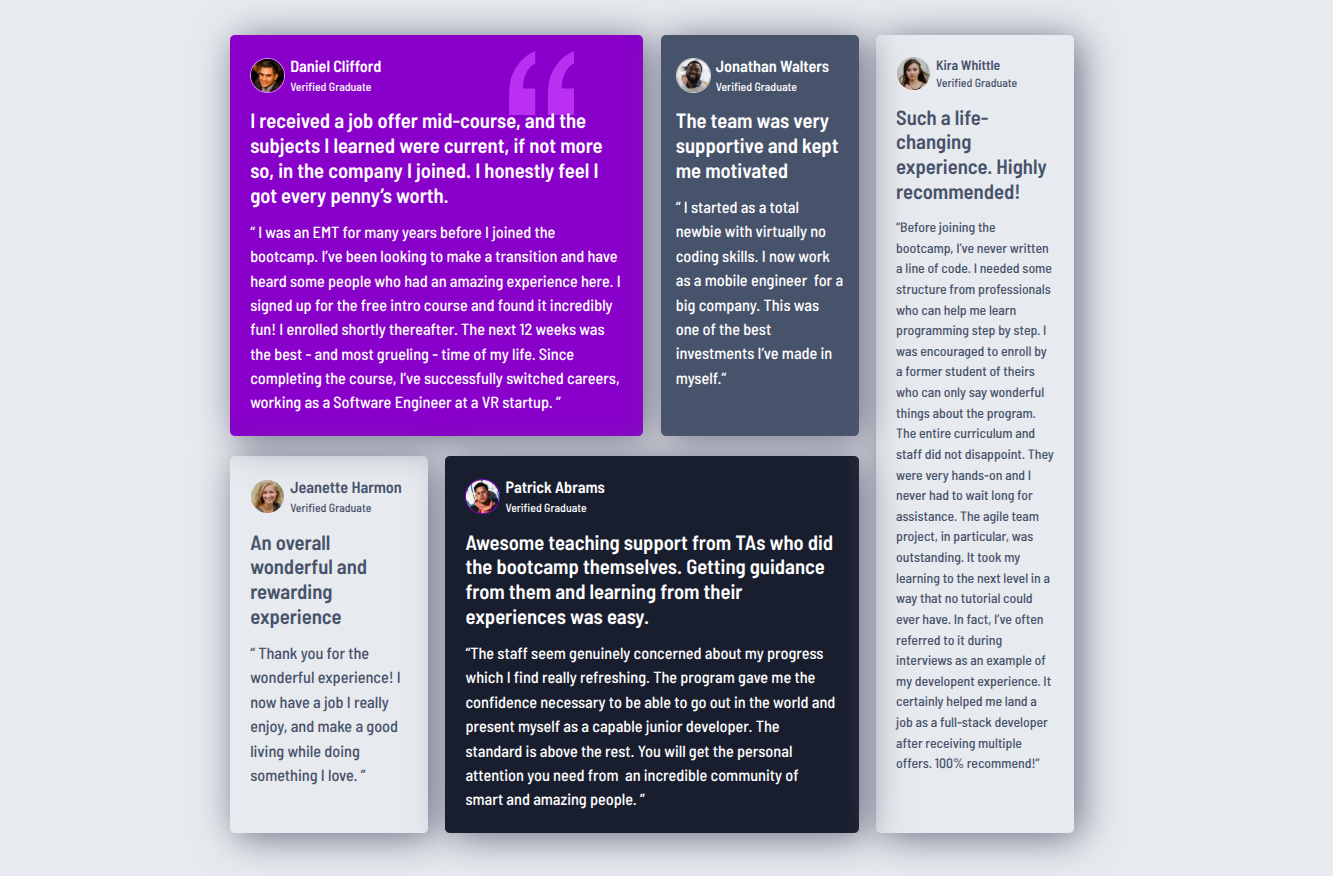 Daniel Clifford
Verified Graduate
I received a job offer mid-course, and the
subjects I learned were current, if not more
so, in the company I joined. I honestly feel I
got every penny’s worth.
“ I was an EMT for many years before I joined the
bootcamp. I’ve been looking to make a transition and have
heard some people who had an amazing experience here. I
signed up for the free intro course and found it incredibly
fun! I enrolled shortly thereafter. The next 12 weeks was
the best - and most grueling - time of my life. Since
completing the course, I’ve successfully switched careers,
working as a Software Engineer at a VR startup. ”
Jonathan Walters
Verified Graduate
The team was very
supportive and kept
me motivated
“ I started as a total
newbie with virtually no
coding skills. I now work
as a mobile engineer for a
big company. This was
one of the best
investments I’ve made in
myself.”
Kira Whittle
Verified Graduate
Such a life-
changing
experience. Highly
recommended!
“Before joining the
bootcamp, I’ve never written
a line of code. I needed some
structure from professionals
who can help me learn
programming step by step. I
was encouraged to enroll by
a former student of theirs
who can only say wonderful
things about the program.
The entire curriculum and
staff did not disappoint. They
were very hands-on and I
never had to wait long for
assistance. The agile team
project, in particular, was
outstanding. It took my
learning to the next level in a
way that no tutorial could
ever have. In fact, I’ve often
referred to it during
interviews as an example of
my developent experience. It
certainly helped me land a
job as a full-stack developer
after receiving multiple
offers. 100% recommend!”
Jeanette Harmon
Verified Graduate
An overall
wonderful and
rewarding
experience
“ Thank you for the
wonderful experience! I
now have a job I really
enjoy, and make a good
living while doing
something I love. ”
Patrick Abrams
Verified Graduate
Awesome teaching support from TAs who did
the bootcamp themselves. Getting guidance
from them and learning from their
experiences was easy.
“The staff seem genuinely concerned about my progress
which I find really refreshing. The program gave me the
confidence necessary to be able to go out in the world and
present myself as a capable junior developer. The
standard is above the rest. You will get the personal
attention you need from an incredible community of
smart and amazing people. ”